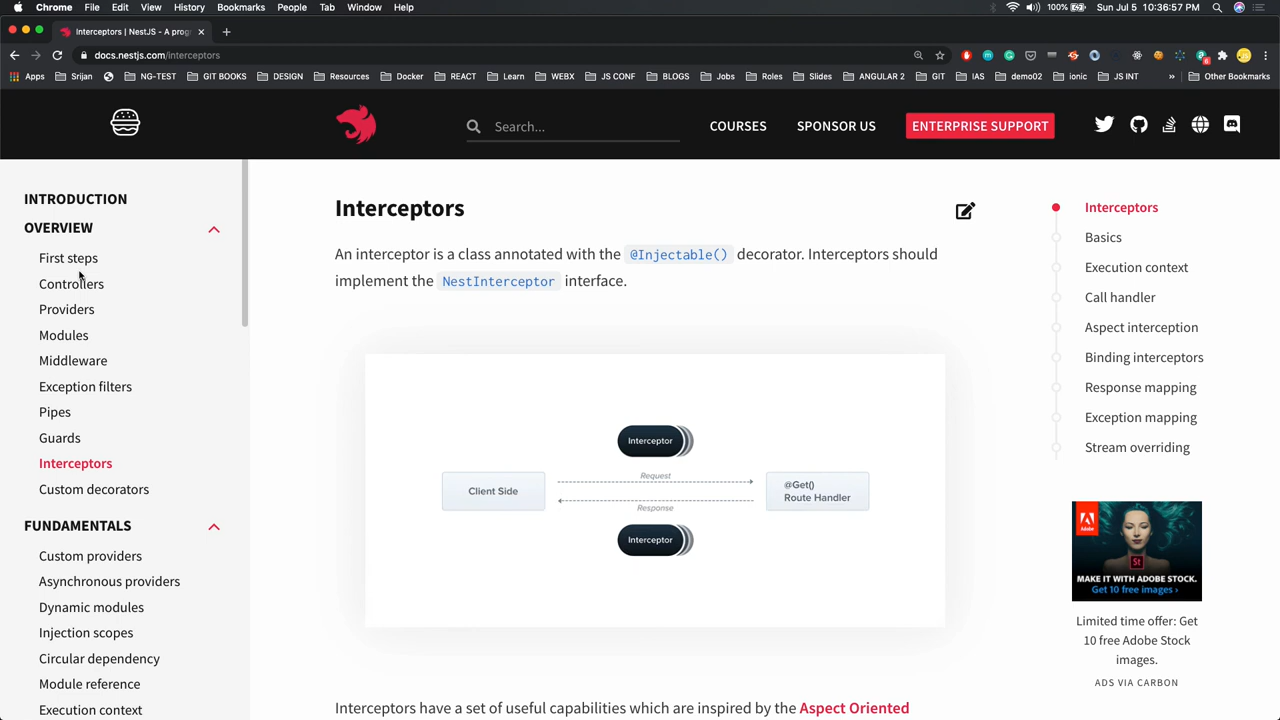 Chrome File Edit View History Bookmarks People Tab Window Help 100% Sun Jul 5 10:36:57 PM
Interceptors | NestJS - A prog
docs.nestjs.com/interceptors
Apps Srijan NG-TEST GIT BOOKS DESIGN Resources Docker REACT Learn WEBX JS CONF BLOGS Jobs Roles Slides ANGULAR 2 GIT IAS demo02 ionic JS INT » Other Bookmarks
Search...
COURSES
SPONSOR US
ENTERPRISE SUPPORT
INTRODUCTION
OVERVIEW
First steps
Controllers
Providers
Modules
Middleware
Exception filters
Pipes
Guards
Interceptors
Custom decorators
FUNDAMENTALS
Custom providers
Asynchronous providers
Dynamic modules
Injection scopes
Circular dependency
Module reference
Execution context
Interceptors
An interceptor is a class annotated with the @Injectable() decorator. Interceptors should
implement the NestInterceptor interface.
Interceptor
Client Side
Request
Response
@Get()
Route Handler
Interceptor
Interceptors have a set of useful capabilities which are inspired by the Aspect Oriented
Interceptors
Basics
Execution context
Call handler
Aspect interception
Binding interceptors
Response mapping
Exception mapping
Stream overriding
Adobe
St
MAKE IT WITH ADOBE STOCK.
Get 10 free images ›
Limited time offer: Get
10 free Adobe Stock
images.
ADS VIA CARBON